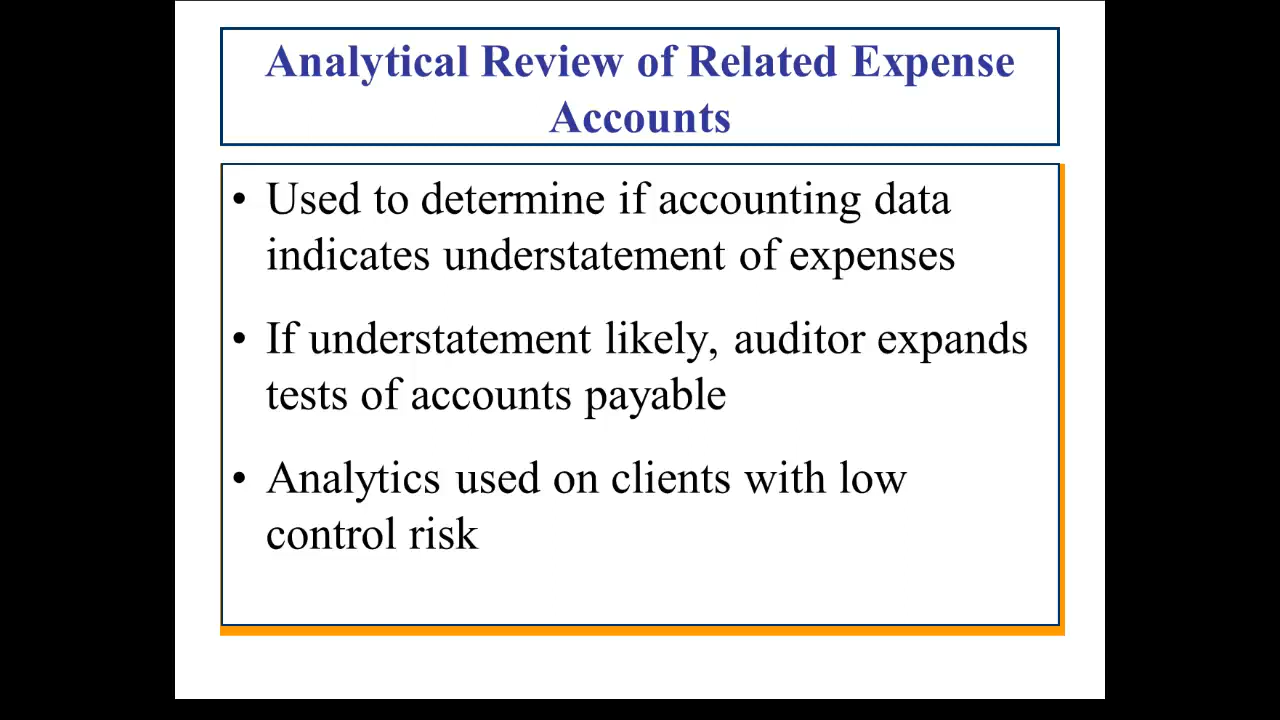 Analytical Review of Related Expense
Accounts
• Used to determine if accounting data
indicates understatement of expenses
• If understatement likely, auditor expands
tests of accounts payable
• Analytics used on clients with low
control risk